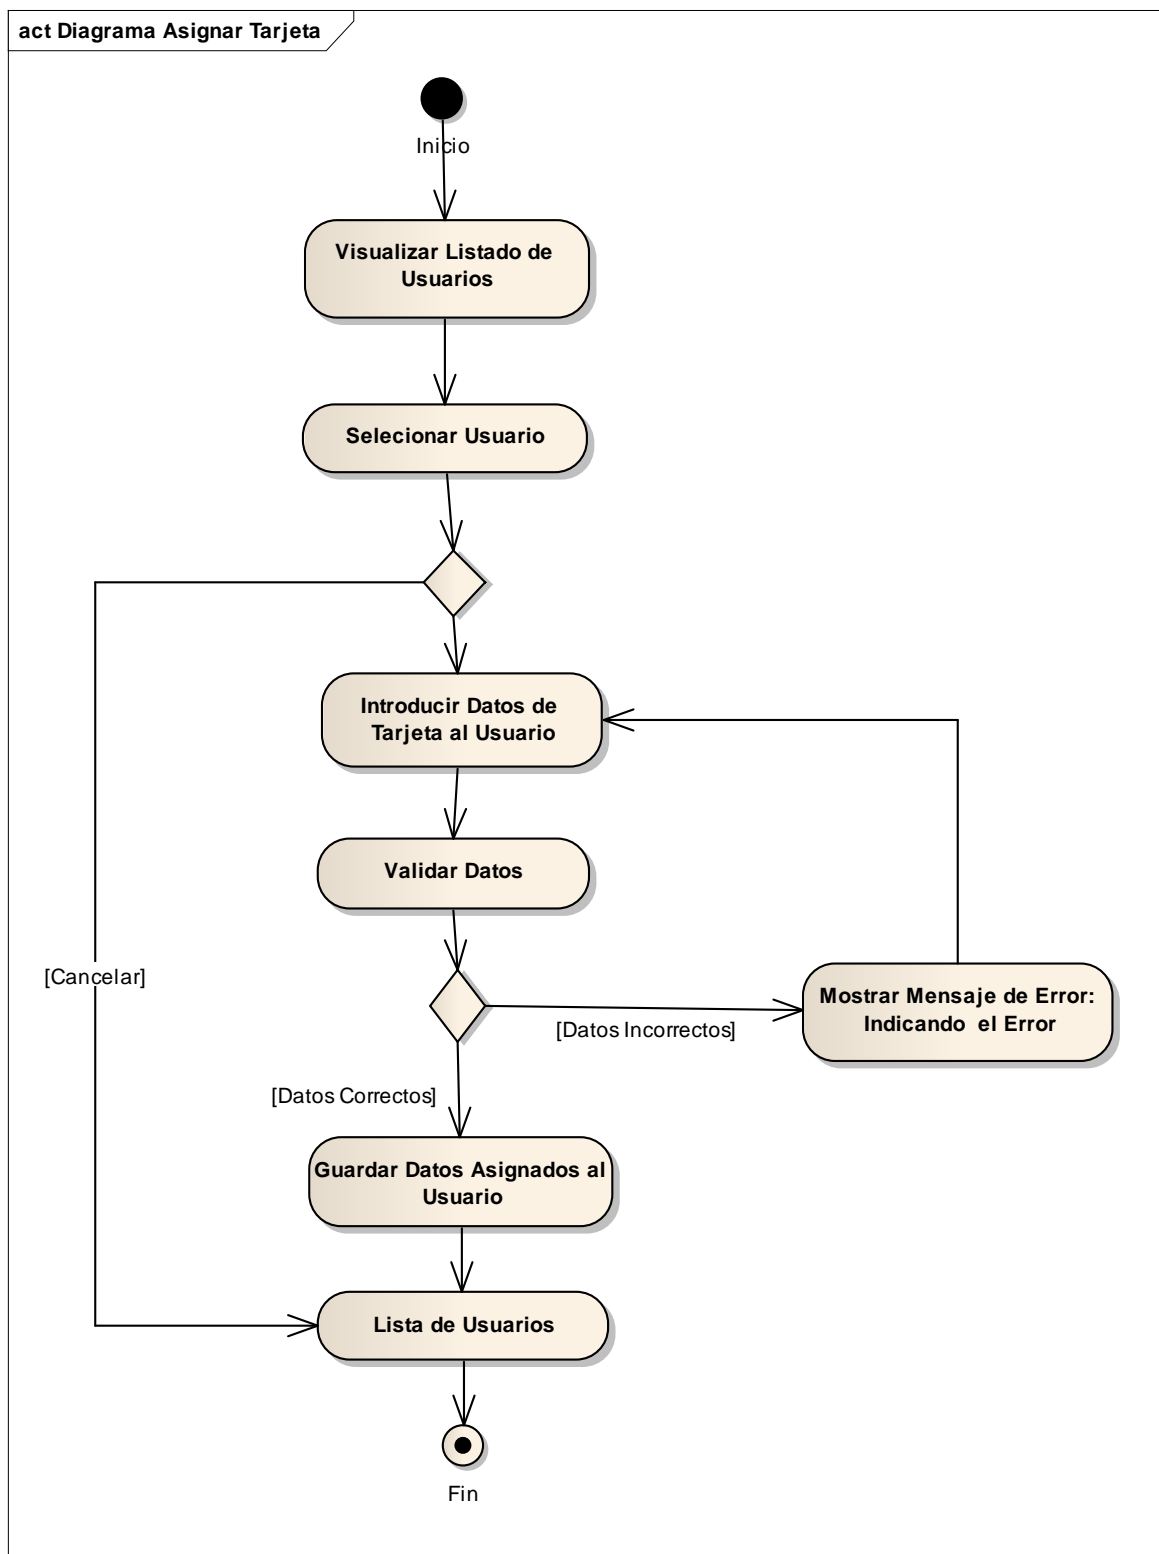 act Diagrama Asignar Tarjeta
Inicio
Visualizar Listado de
Usuarios
Selecionar Usuario
Introducir Datos de
Tarjeta al Usuario
Validar Datos
[Cancelar]
Mostrar Mensaje de Error:
Indicando  el Error
[Datos Incorrectos]
[Datos Correctos]
Guardar Datos Asignados al
Usuario
Lista de Usuarios
Fin